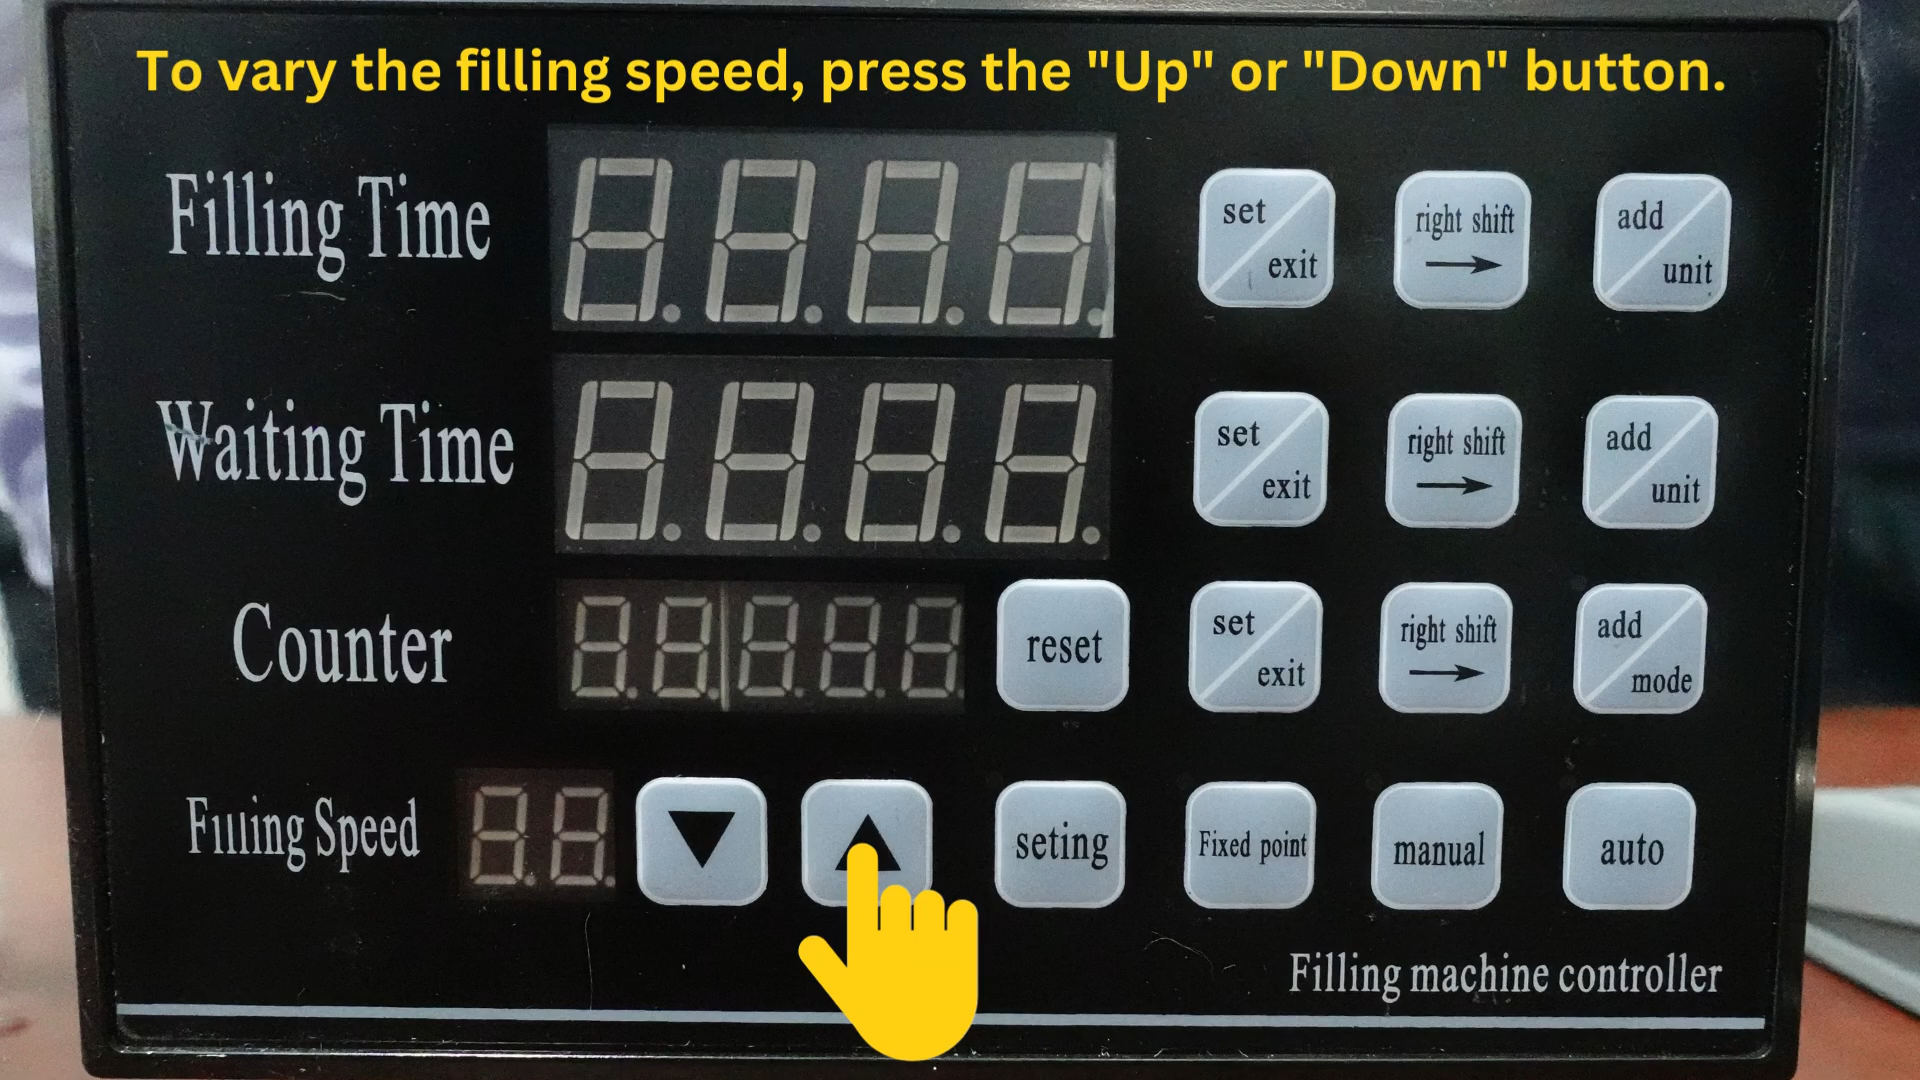 To vary the filling speed, press the "Up" or "Down" button.
Filling Time
set
exit
right shift
add
unit
Waiting Time
set
exit
right shift
add
unit
Counter
reset
set
exit
right shift
add
mode
Filling Speed
seting
Fixed point
manual
auto
Filling machine controller